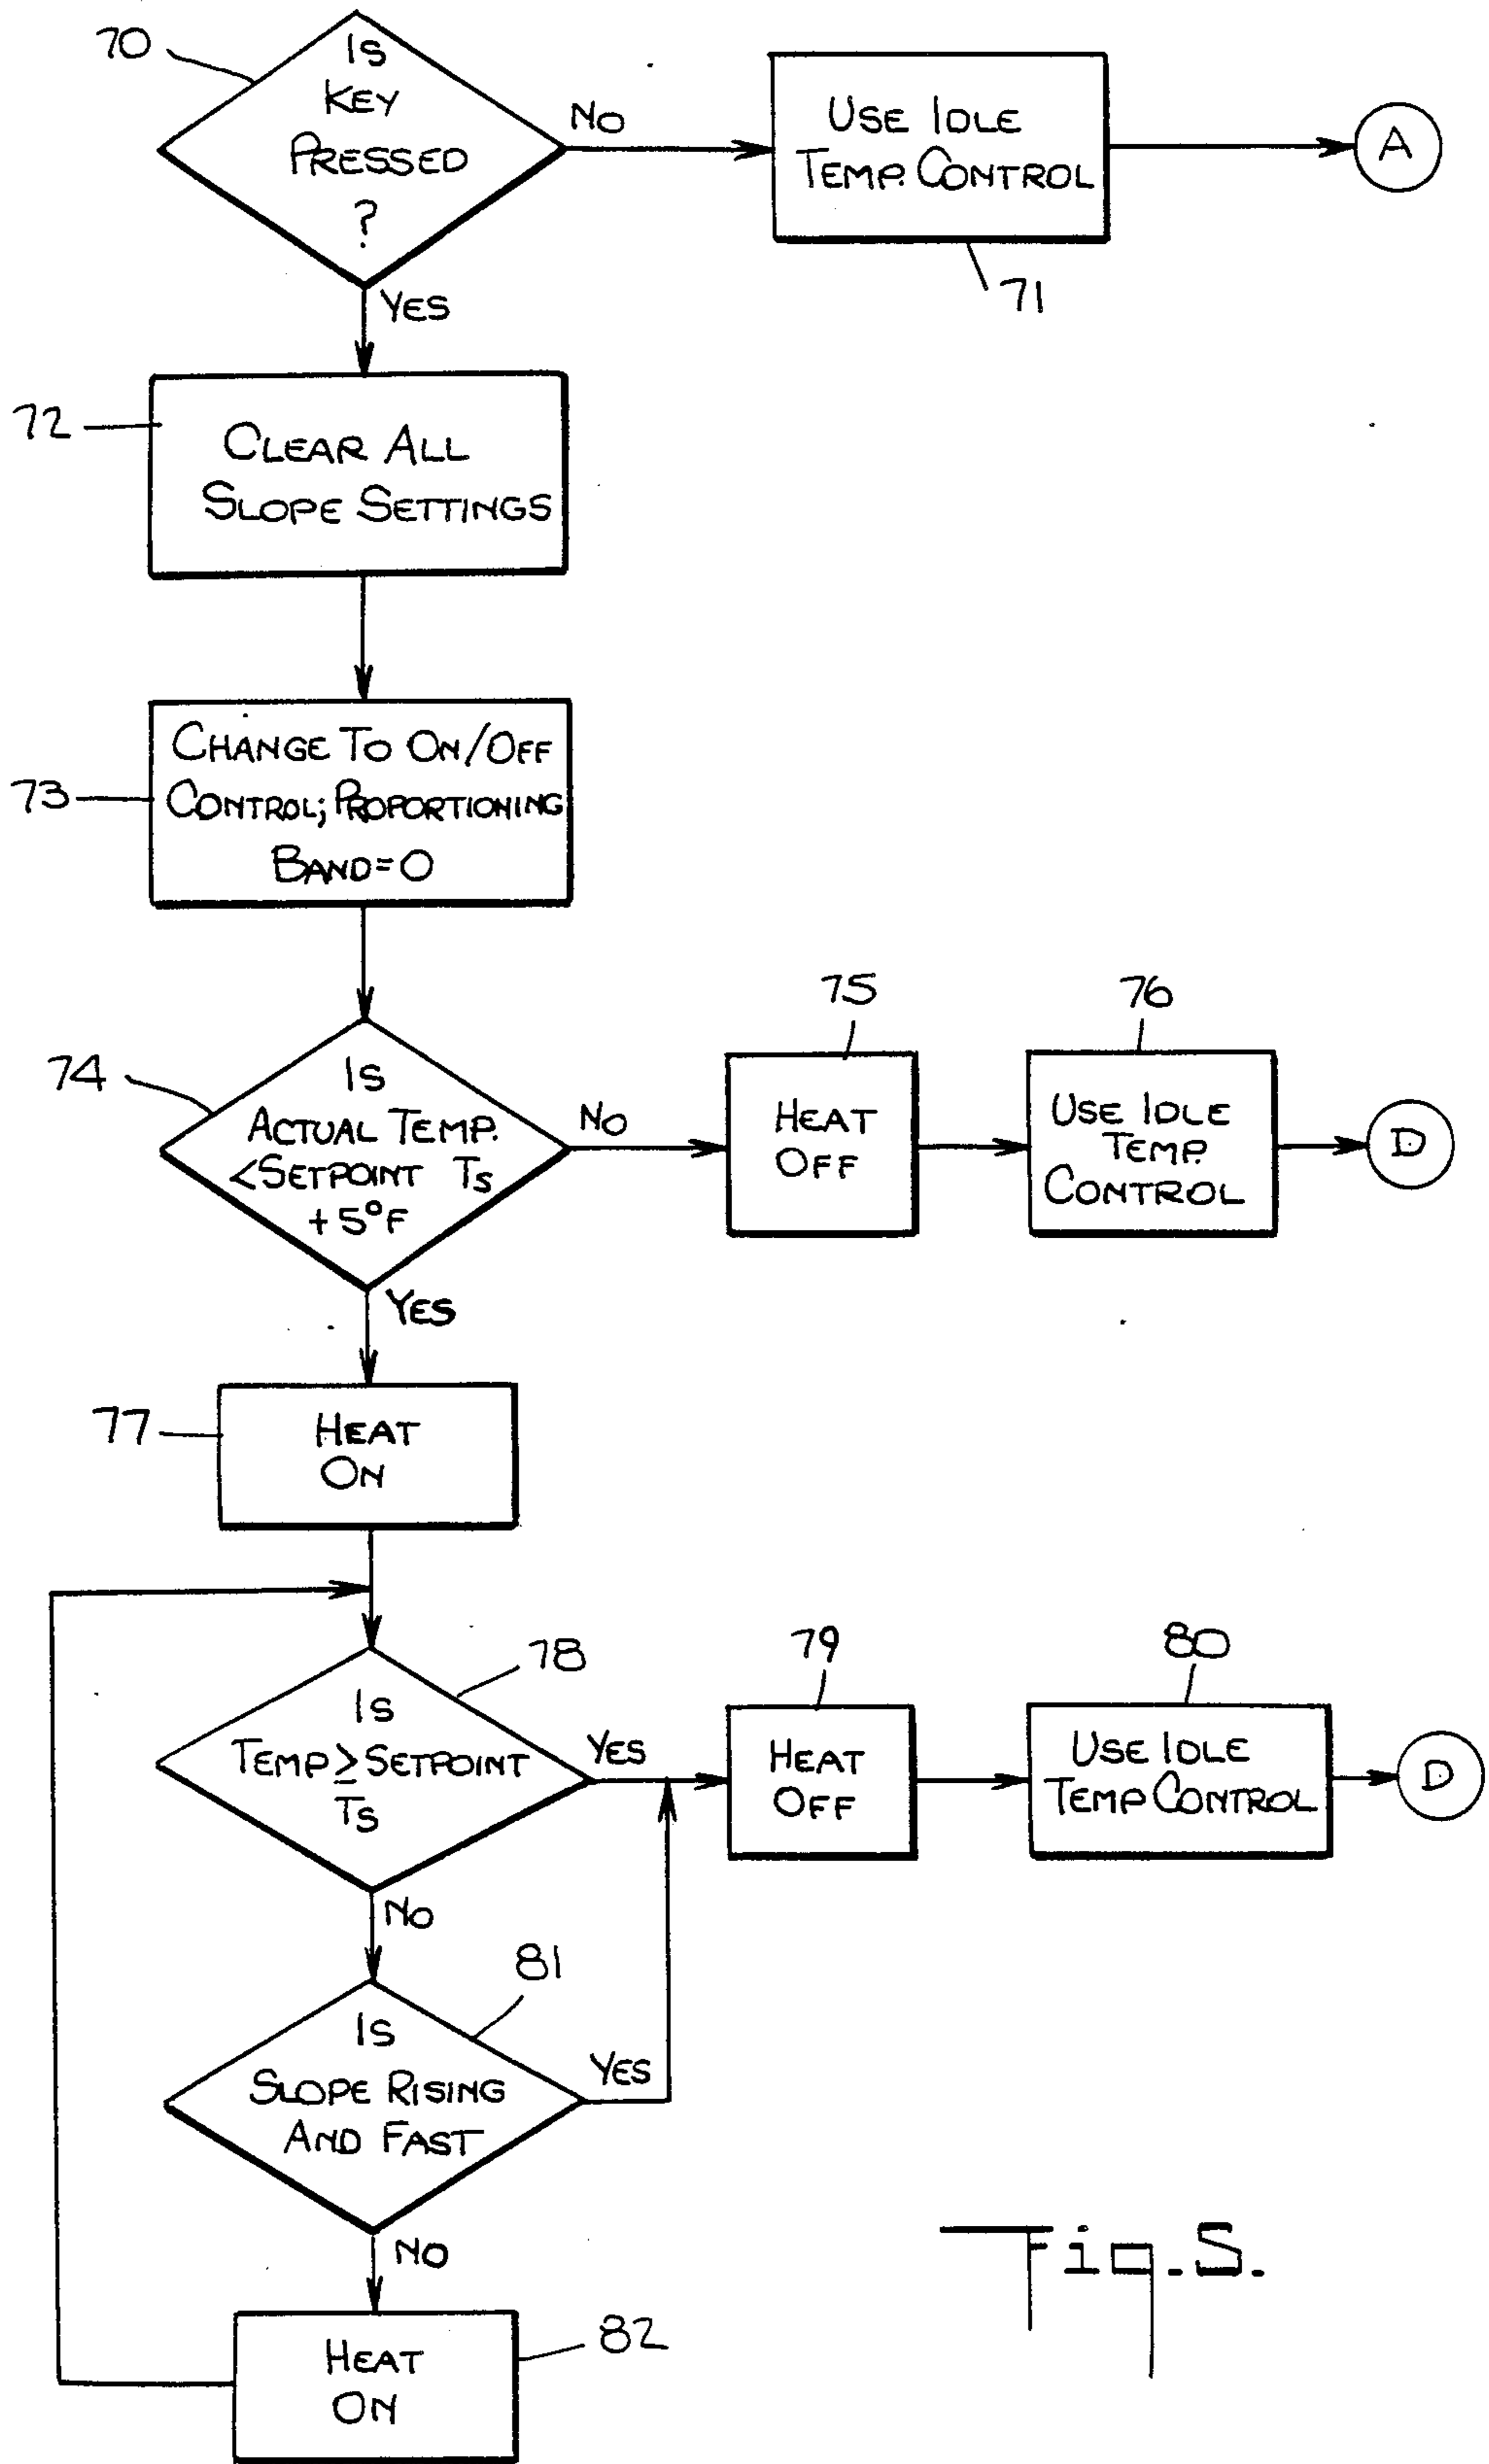 70
Is
KEY
PRESSED
?
NO
USE IDLE
TEMP. CONTROL
A
71
YES
72
CLEAR ALL
SLOPE SETTINGS
73
CHANGE TO ON/OFF
CONTROL; PROPORTIONING
BAND=0
74
Is
ACTUAL TEMP.
<SETPOINT Ts
+5°F
NO
75
HEAT
OFF
76
USE IDLE
TEMP.
CONTROL
D
YES
77
HEAT
ON
78
Is
TEMP ≥ SETPOINT
Ts
YES
79
HEAT
OFF
80
USE IDLE
TEMP CONTROL
D
NO
81
Is
SLOPE RISING
AND FAST
YES
NO
82
HEAT
ON
Fig. 5.